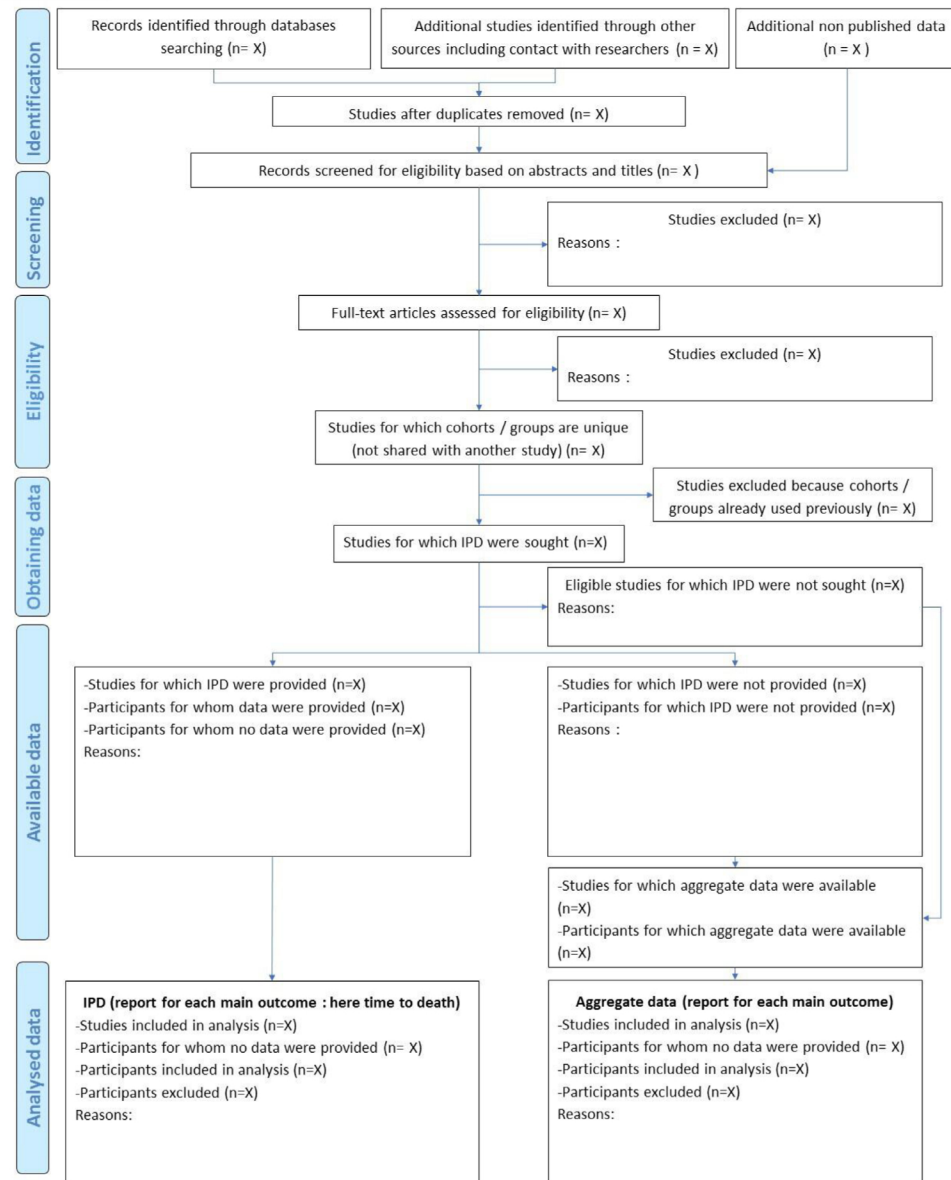 Identification
Records identified through databases
searching (n= X)
Additional studies identified through other
sources including contact with researchers (n = X)
Additional non published data
(n = X )
Studies after duplicates removed (n= X)
Records screened for eligibility based on abstracts and titles (n= X )
Screening
Studies excluded (n= X)
Reasons :
Eligibility
Full-text articles assessed for eligibility (n= X)
Studies excluded (n= X)
Reasons :
Studies for which cohorts / groups are unique
(not shared with another study) (n= X)
Obtaining data
Studies excluded because cohorts /
groups already used previously (n= X)
Studies for which IPD were sought (n=X)
Eligible studies for which IPD were not sought (n=X)
Reasons:
Available data
-Studies for which IPD were provided (n=X)
-Participants for whom data were provided (n=X)
-Participants for whom no data were provided (n=X)
Reasons:
-Studies for which IPD were not provided (n=X)
-Participants for which IPD were not provided (n=X)
Reasons :
-Studies for which aggregate data were available
(n=X)
-Participants for which aggregate data were available
(n=X)
Analysed data
IPD (report for each main outcome : here time to death)
-Studies included in analysis (n=X)
-Participants for whom no data were provided (n= X)
-Participants included in analysis (n=X)
-Participants excluded (n=X)
Reasons:
Aggregate data (report for each main outcome)
-Studies included in analysis (n=X)
-Participants for whom no data were provided (n= X)
-Participants included in analysis (n=X)
-Participants excluded (n=X)
Reasons: